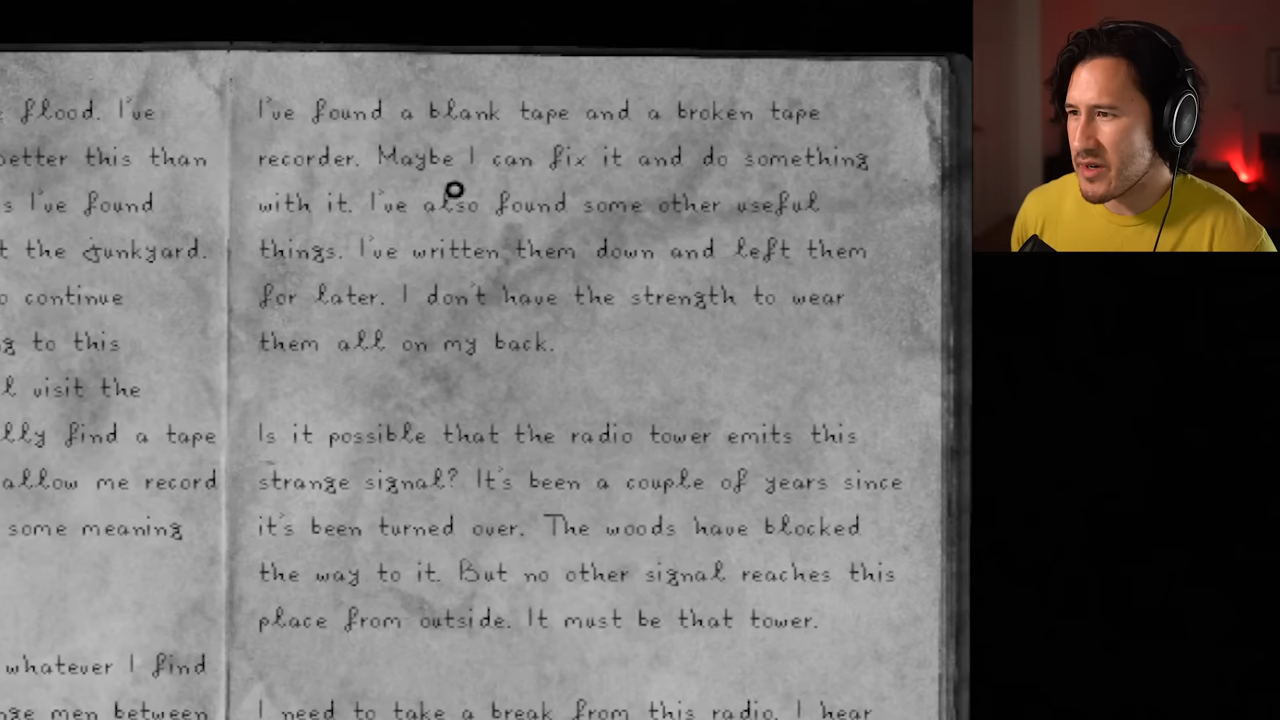 flood. I've
better this than
s I've found
t the junkyard.
o continue
g to this
l visit the
lly find a tape
allow me record
some meaning
whatever I find
nge men between
I've found a blank tape and a broken tape
recorder. Maybe I can fix it and do something
with it. I've also found some other useful
things. I've written them down and left them
for later. I don't have the strength to wear
them all on my back.
Is it possible that the radio tower emits this
strange signal? It's been a couple of years since
it's been turned over. The woods have blocked
the way to it. But no other signal reaches this
place from outside. It must be that tower.
I need to take a break from this radio. I hear